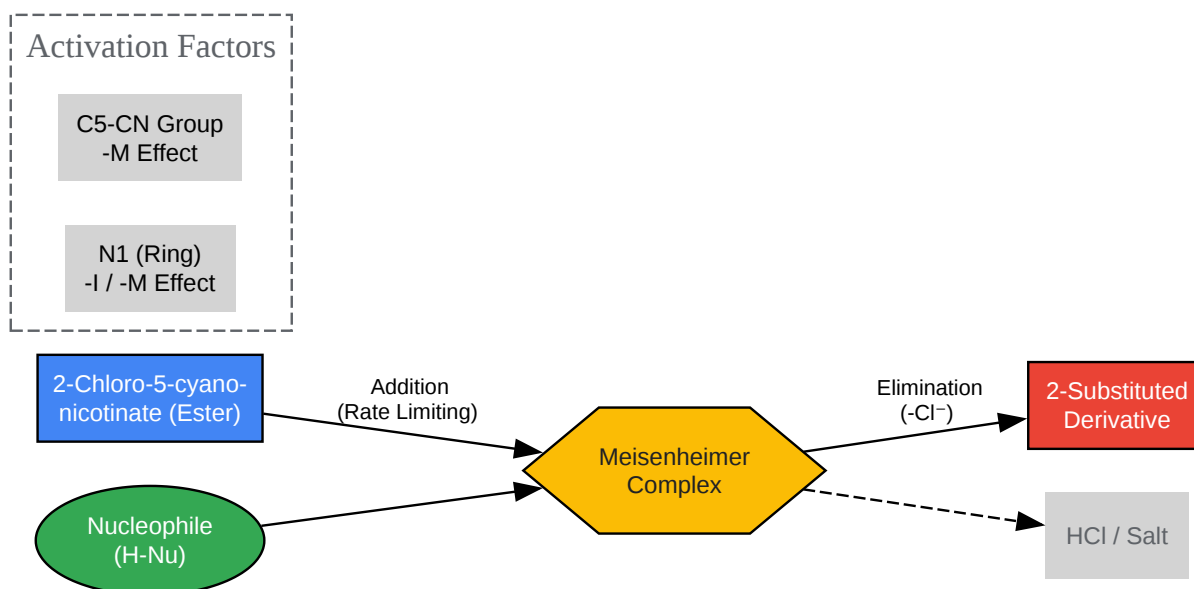 Activation Factors
C5-CN Group
-M Effect
N1 (Ring)
-I / -M Effect
2-Chloro-5-cyano-
nicotinate (Ester)
Addition
(Rate Limiting)
Nucleophile
(H-Nu)
Meisenheimer
Complex
Elimination
(-Cl⁻)
2-Substituted
Derivative
HCl / Salt